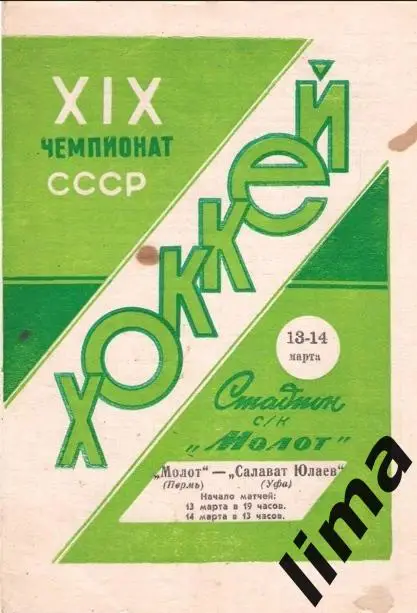 XIX
ЧЕМПИОНАТ
СССР
ХОККЕЙ
13-14
марта
Стадион
с/к
„Молот"
„Молот" — „Салават Юлаев"
(Пермь) (Уфа)
Начало матчей:
13 марта в 19 часов.
14 марта в 13 часов.
lima